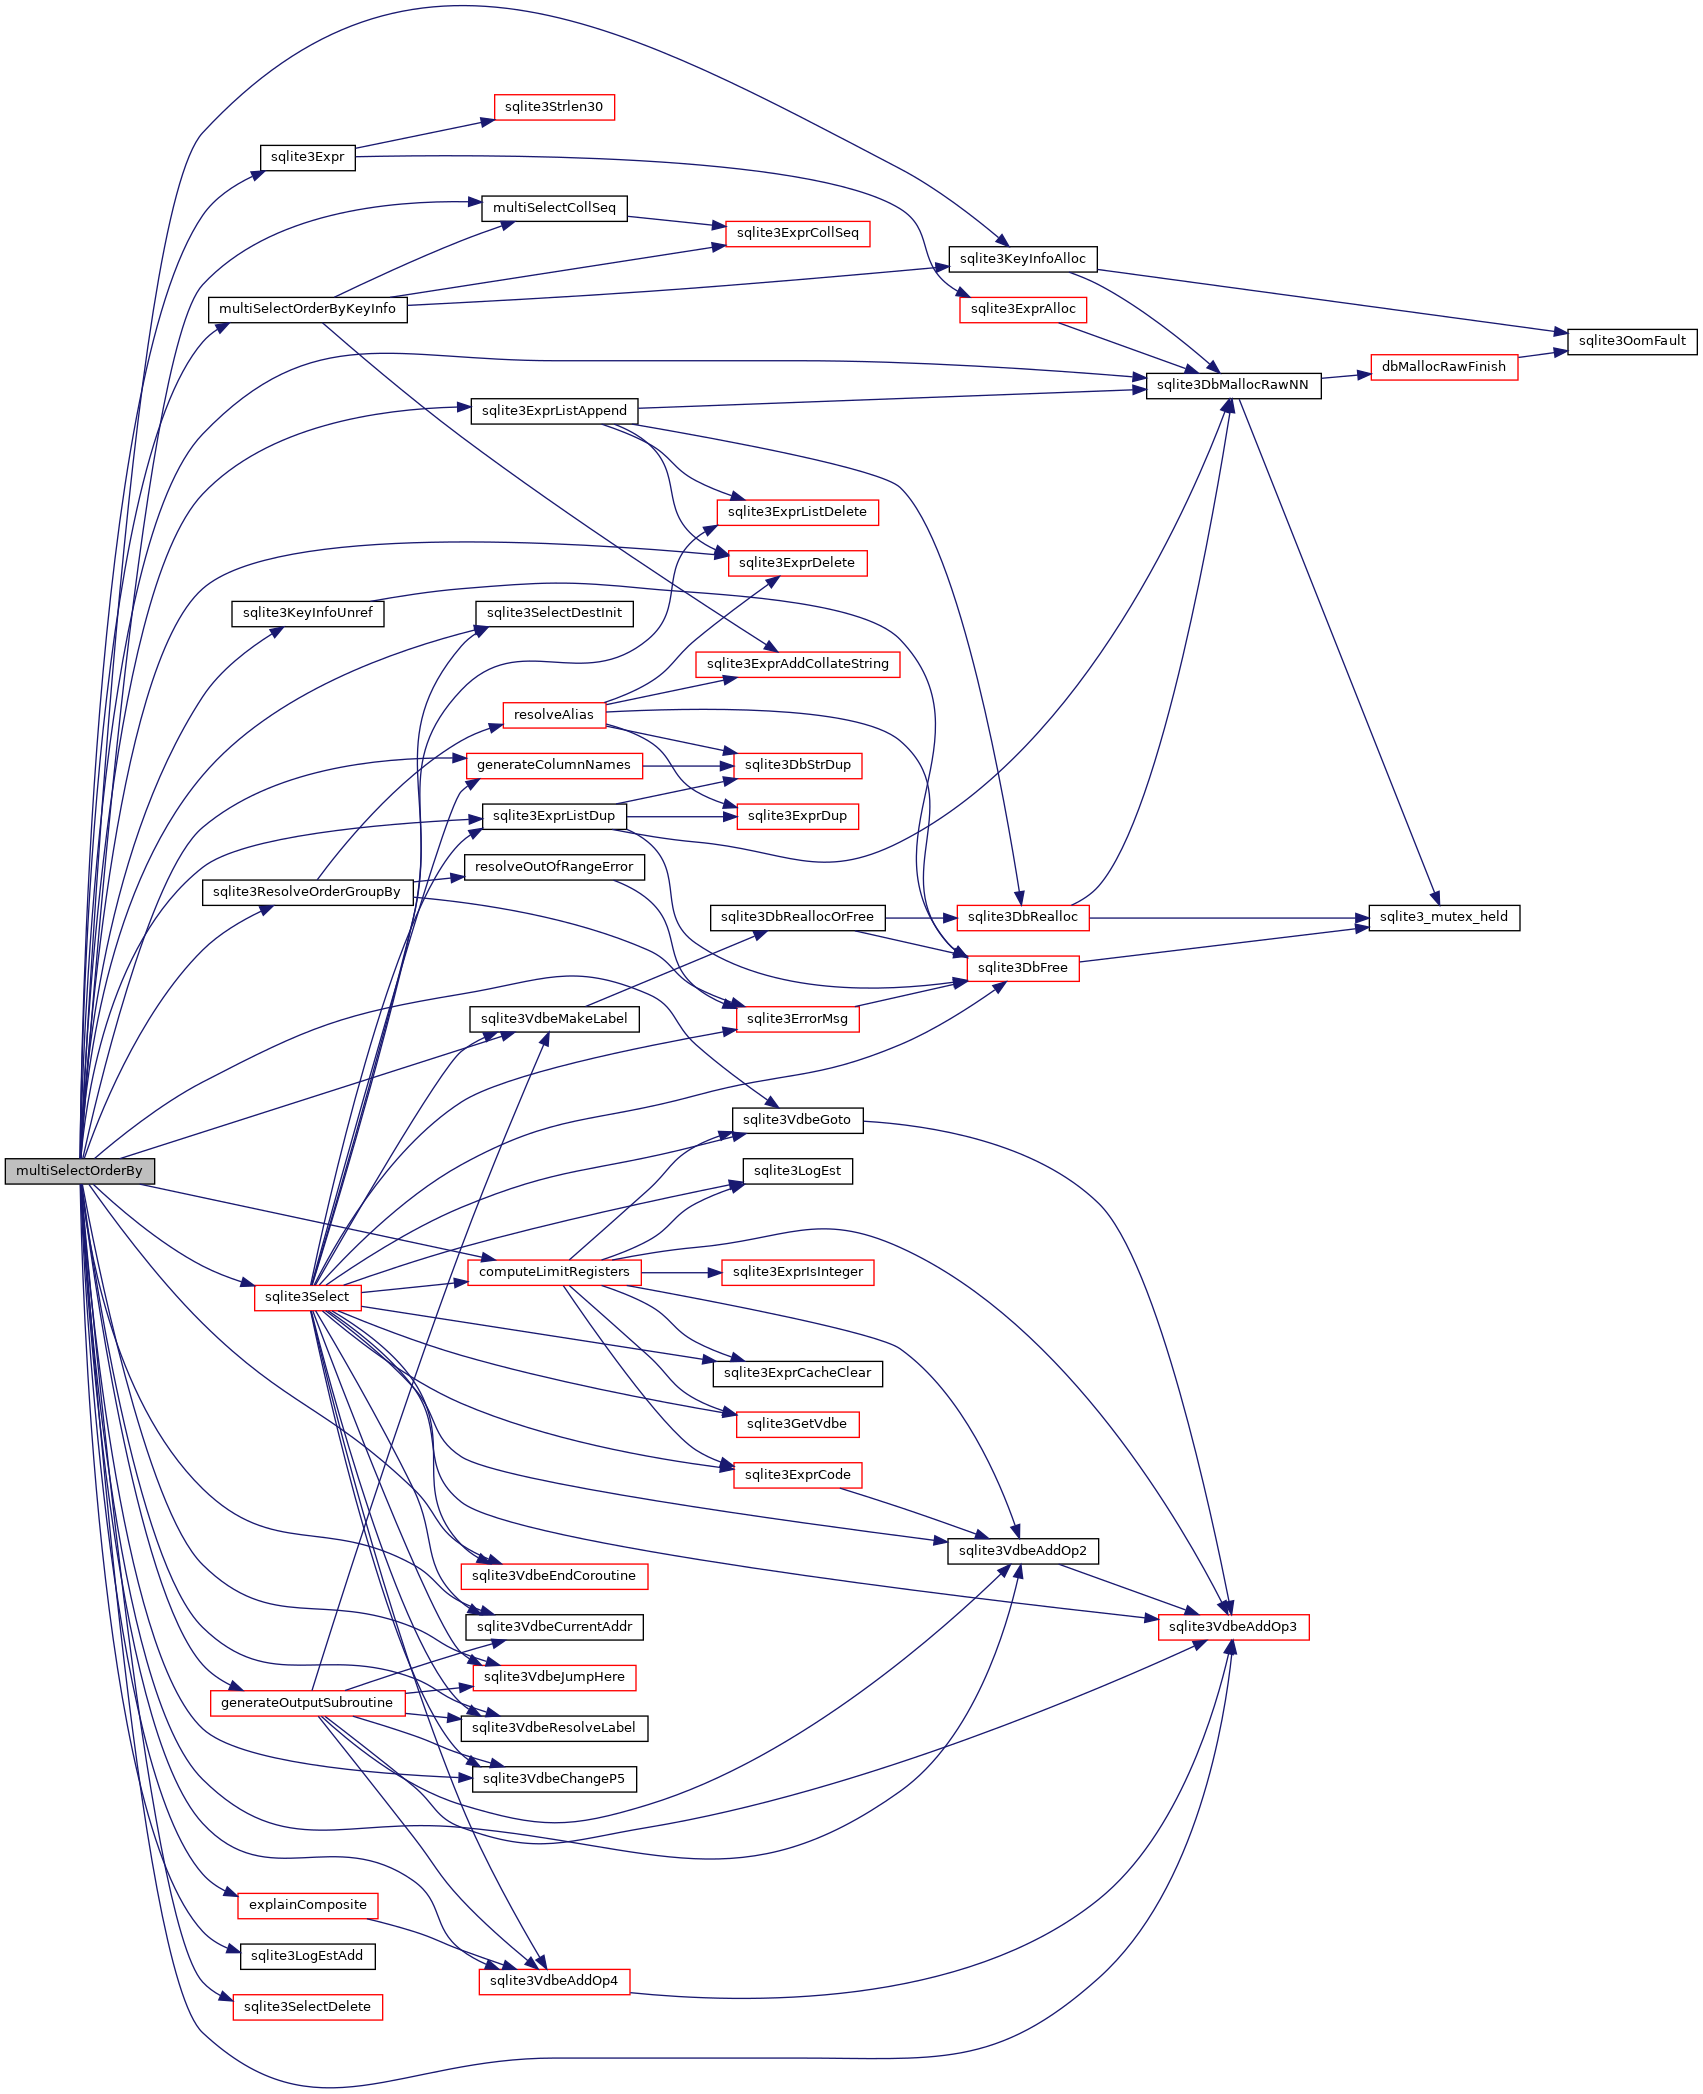 sqlite3Strlen30
sqlite3Expr
multiSelectCollSeq
sqlite3ExprCollSeq
sqlite3KeyInfoAlloc
multiSelectOrderByKeyInfo
sqlite3ExprAlloc
sqlite3OomFault
dbMallocRawFinish
sqlite3DbMallocRawNN
sqlite3ExprListAppend
sqlite3ExprListDelete
sqlite3ExprDelete
sqlite3KeyInfoUnref
sqlite3SelectDestInit
sqlite3ExprAddCollateString
resolveAlias
generateColumnNames
sqlite3DbStrDup
sqlite3ExprListDup
sqlite3ExprDup
resolveOutOfRangeError
sqlite3ResolveOrderGroupBy
sqlite3DbReallocOrFree
sqlite3DbRealloc
sqlite3_mutex_held
sqlite3DbFree
sqlite3VdbeMakeLabel
sqlite3ErrorMsg
sqlite3VdbeGoto
multiSelectOrderBy
sqlite3LogEst
computeLimitRegisters
sqlite3ExprIsInteger
sqlite3Select
sqlite3ExprCacheClear
sqlite3GetVdbe
sqlite3ExprCode
sqlite3VdbeAddOp2
sqlite3VdbeEndCoroutine
sqlite3VdbeCurrentAddr
sqlite3VdbeAddOp3
sqlite3VdbeJumpHere
generateOutputSubroutine
sqlite3VdbeResolveLabel
sqlite3VdbeChangeP5
explainComposite
sqlite3LogEstAdd
sqlite3VdbeAddOp4
sqlite3SelectDelete